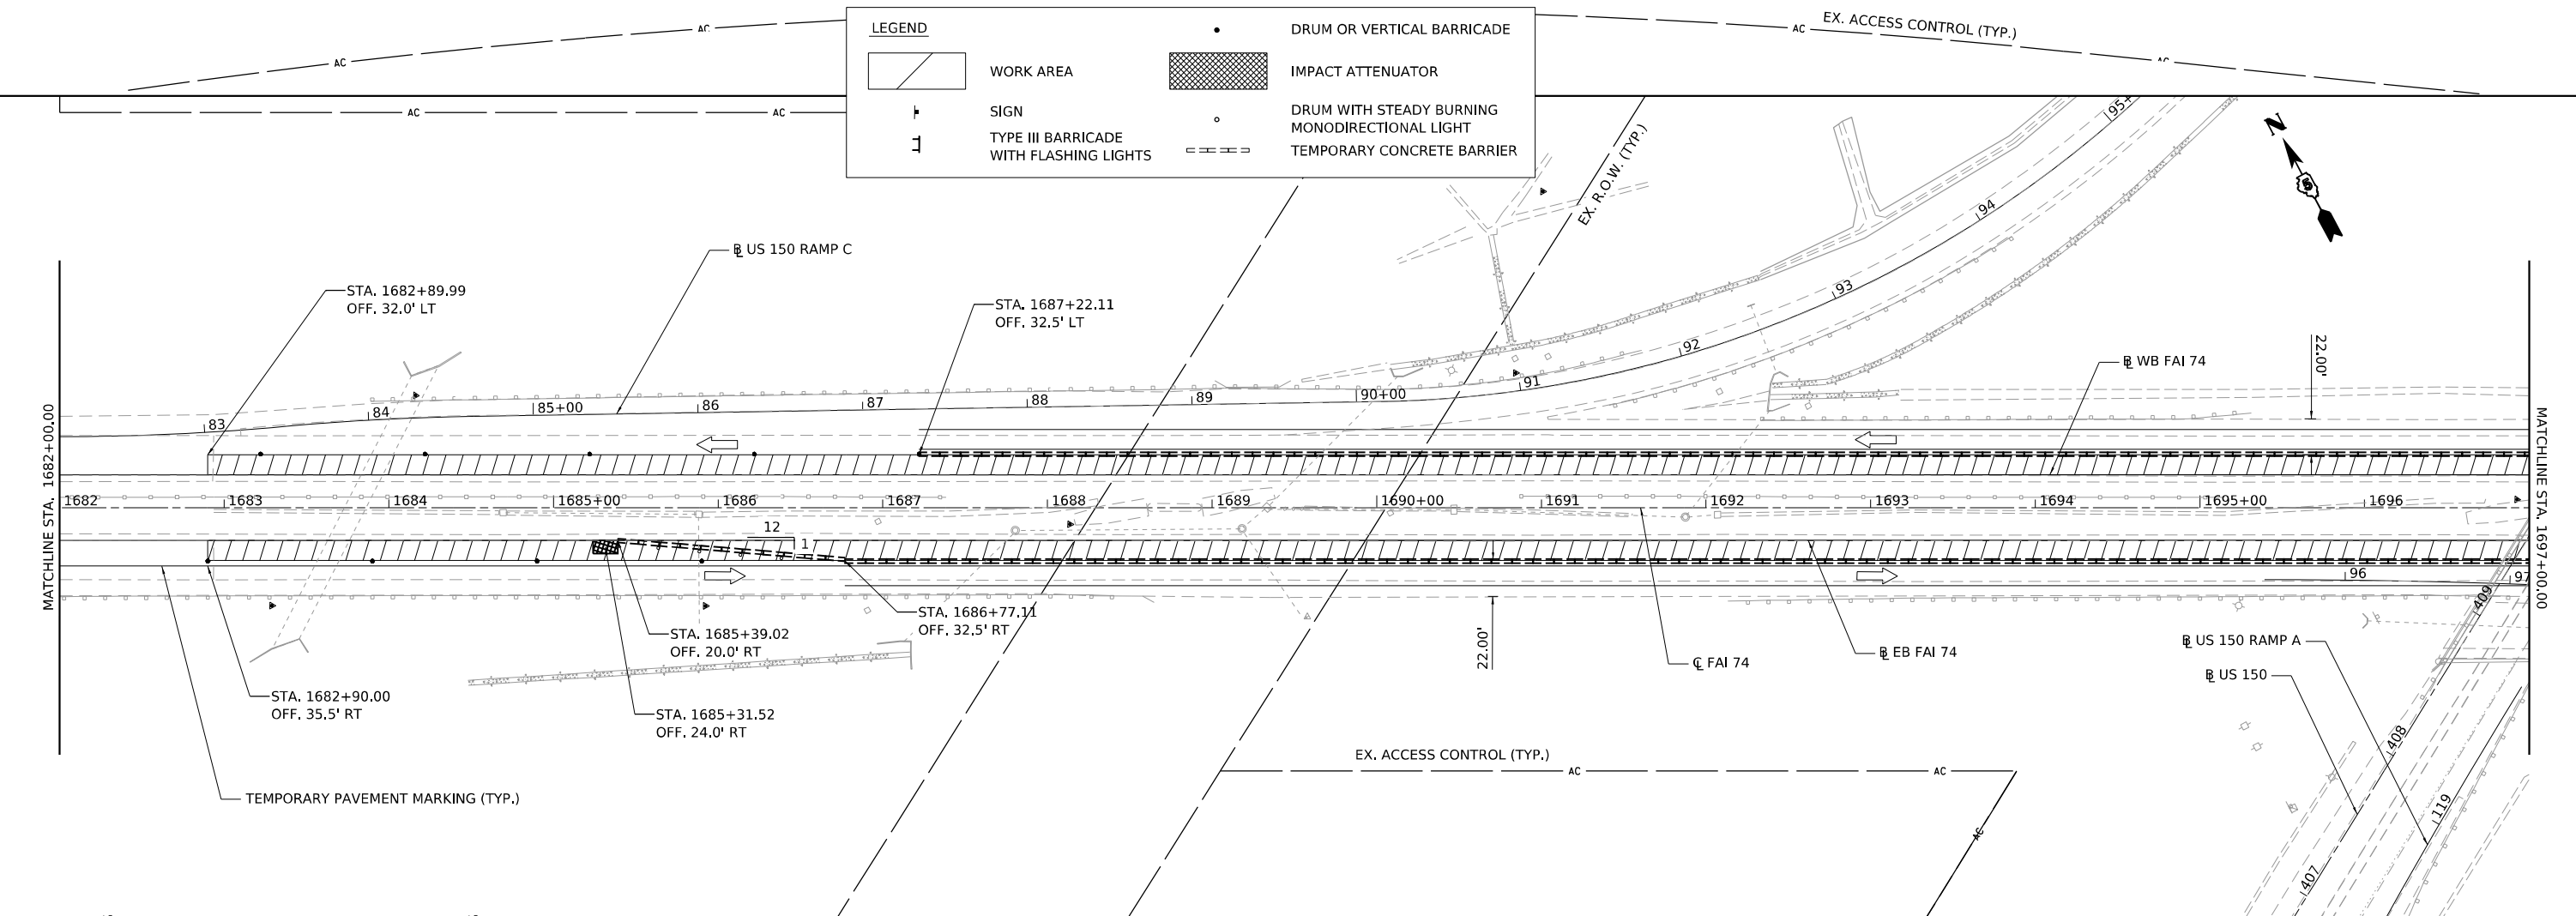 LEGEND
WORK AREA
SIGN
TYPE III BARRICADE
WITH FLASHING LIGHTS
DRUM OR VERTICAL BARRICADE
IMPACT ATTENUATOR
DRUM WITH STEADY BURNING
MONODIRECTIONAL LIGHT
TEMPORARY CONCRETE BARRIER
EX. ACCESS CONTROL (TYP.)
AC
AC
AC
AC
AC
AC
EX. R.O.W. (TYP.)
N
95+
94
93
92
91
90+00
89
88
87
86
85+00
84
83
℄ US 150 RAMP C
STA. 1682+89.99
OFF. 32.0' LT
STA. 1687+22.11
OFF. 32.5' LT
22.00'
WB FAI 74
MATCHLINE STA. 1682+00.00
MATCHLINE STA. 1697+00.00
1682
1683
1684
1685+00
1686
1687
1688
1689
1690+00
1691
1692
1693
1694
1695+00
1696
12
1
96
97
STA. 1686+77.11
OFF. 32.5' RT
STA. 1685+39.02
OFF. 20.0' RT
STA. 1682+90.00
OFF. 35.5' RT
STA. 1685+31.52
OFF. 24.0' RT
22.00'
℄ FAI 74
EB FAI 74
US 150 RAMP A
US 150
409
408
407
119
TEMPORARY PAVEMENT MARKING (TYP.)
EX. ACCESS CONTROL (TYP.)
AC
AC
AC